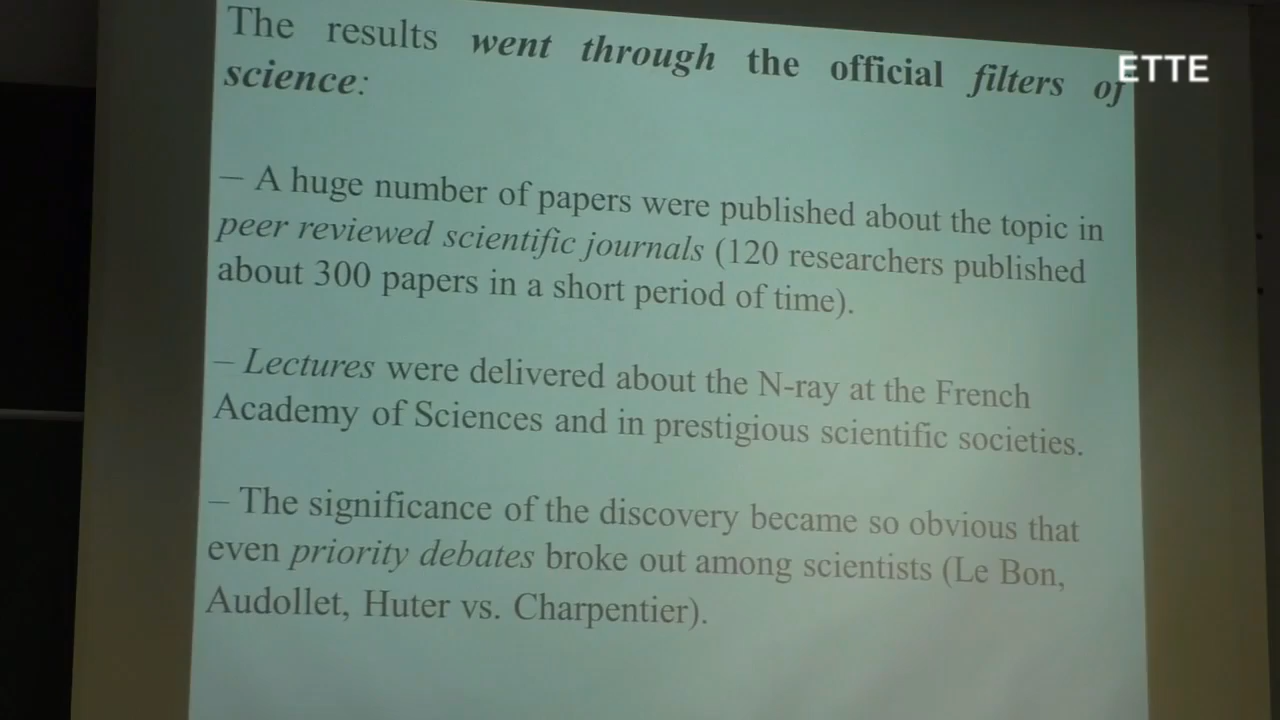 The results went through the official filters of
science:
– A huge number of papers were published about the topic in
peer reviewed scientific journals (120 researchers published
about 300 papers in a short period of time).
– Lectures were delivered about the N-ray at the French
Academy of Sciences and in prestigious scientific societies.
– The significance of the discovery became so obvious that
even priority debates broke out among scientists (Le Bon,
Audollet, Huter vs. Charpentier).
ETTE